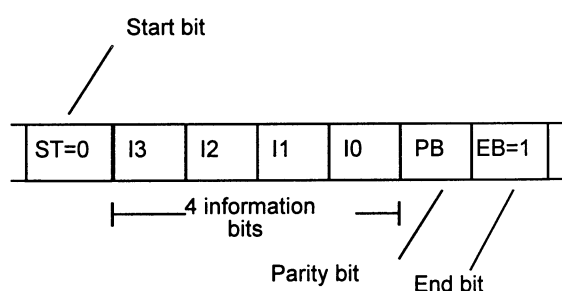 Start bit
ST=0 I3 I2 I1 I0 PB EB=1
4 information
bits
Parity bit
End bit